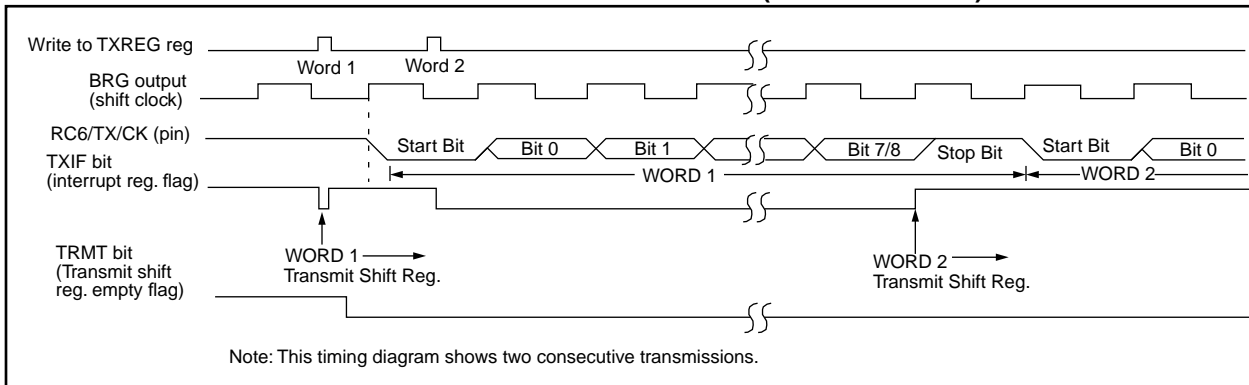 Write to TXREG reg
Word 1
Word 2
BRG output
(shift clock)
RC6/TX/CK (pin)
Start Bit
Bit 0
Bit 1
Bit 7/8
Stop Bit
Start Bit
Bit 0
TXIF bit
(interrupt reg. flag)
WORD 1
WORD 2
TRMT bit
(Transmit shift
reg. empty flag)
WORD 1
Transmit Shift Reg.
WORD 2
Transmit Shift Reg.
Note: This timing diagram shows two consecutive transmissions.